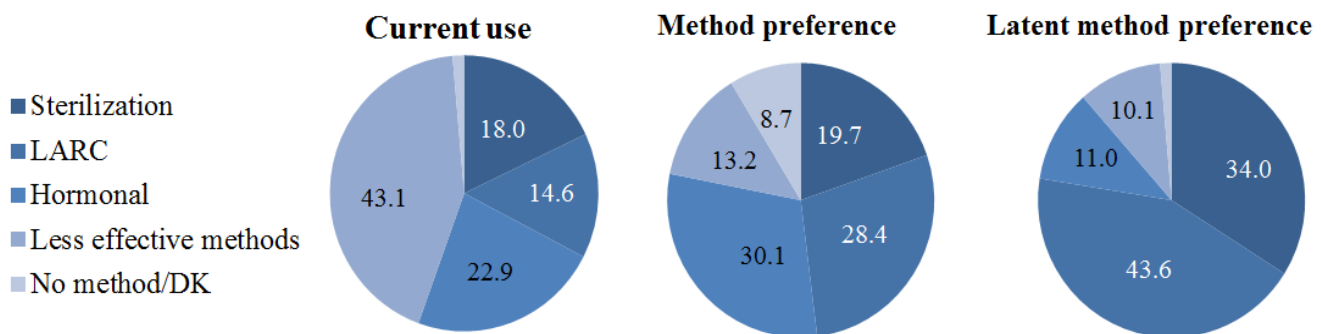 Current use
Method preference
Latent method preference
Sterilization
LARC
Hormonal
Less effective methods
No method/DK
18.0
14.6
22.9
43.1
19.7
28.4
30.1
13.2
8.7
34.0
43.6
11.0
10.1